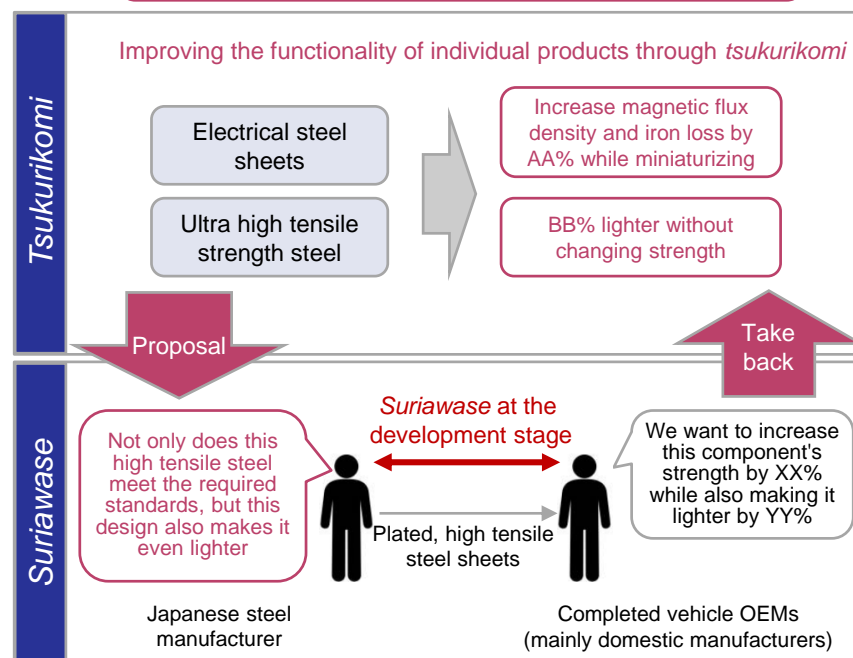 Tsukurikomi
Improving the functionality of individual products through tsukurikomi
Electrical steel
sheets
Increase magnetic flux
density and iron loss by
AA% while miniaturizing
Ultra high tensile
strength steel
BB% lighter without
changing strength
Proposal
Take
back
Suriawase
Suriawase at the
development stage
Not only does this
high tensile steel
meet the required
standards, but this
design also makes it
even lighter
We want to increase
this component's
strength by XX%
while also making it
lighter by YY%
Plated, high tensile
steel sheets
Japanese steel
manufacturer
Completed vehicle OEMs
(mainly domestic manufacturers)